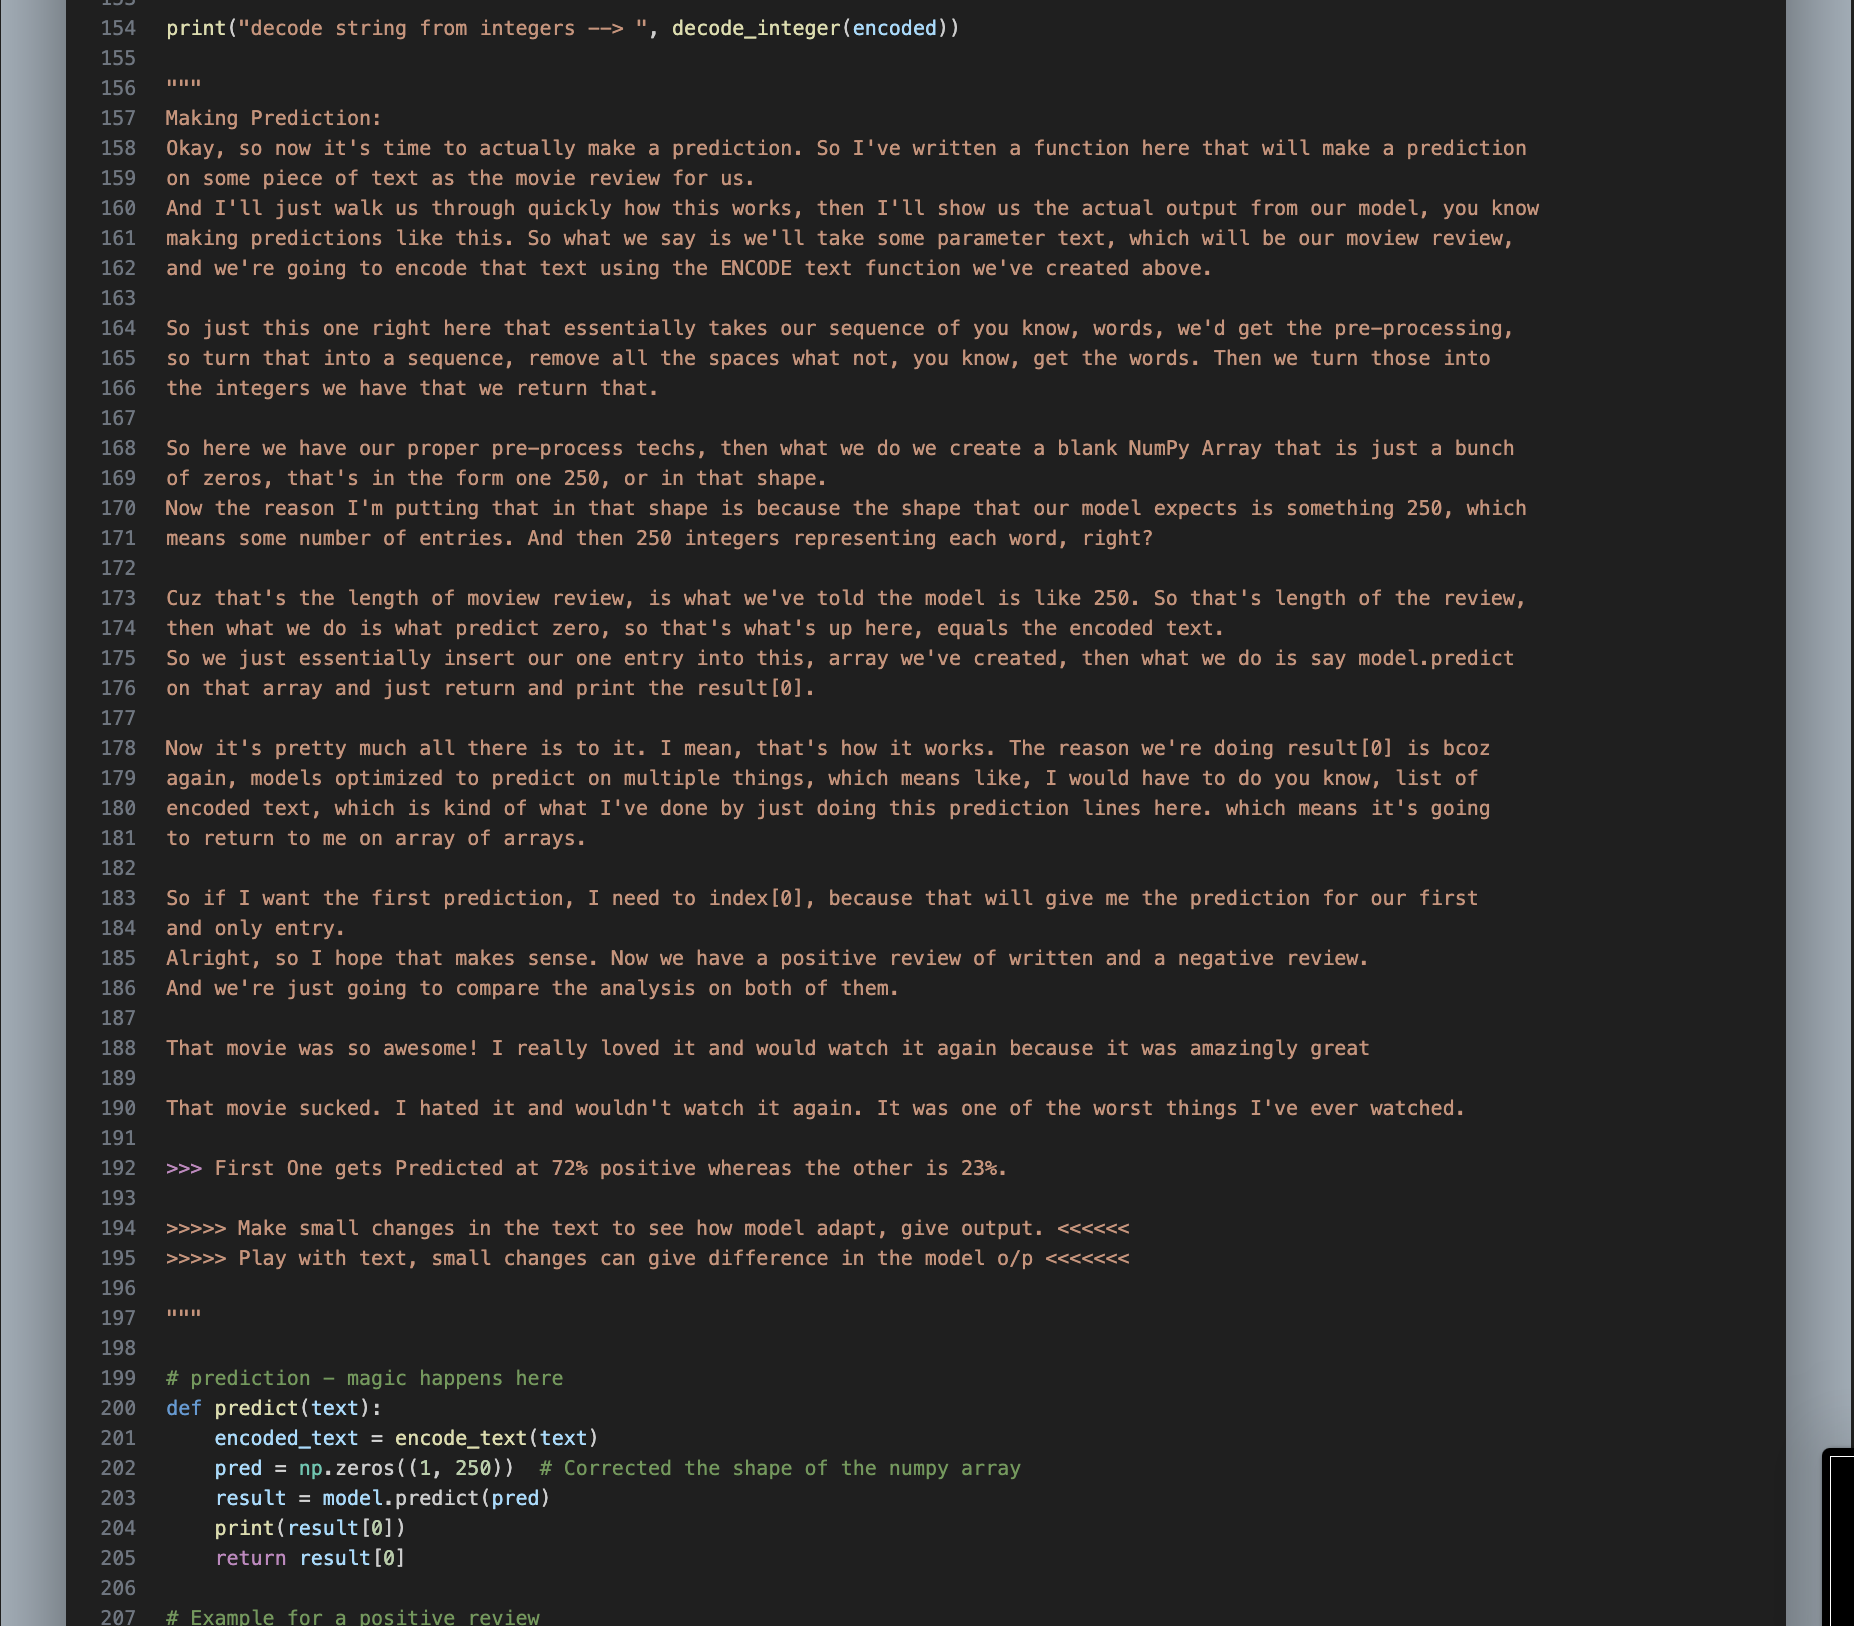 154 print("decode string from integers --> ", decode_integer(encoded))
155
156 """
157 Making Prediction:
158 Okay, so now it's time to actually make a prediction. So I've written a function here that will make a prediction
159 on some piece of text as the movie review for us.
160 And I'll just walk us through quickly how this works, then I'll show us the actual output from our model, you know
161 making predictions like this. So what we say is we'll take some parameter text, which will be our moview review,
162 and we're going to encode that text using the ENCODE text function we've created above.
163
164 So just this one right here that essentially takes our sequence of you know, words, we'd get the pre-processing,
165 so turn that into a sequence, remove all the spaces what not, you know, get the words. Then we turn those into
166 the integers we have that we return that.
167
168 So here we have our proper pre-process techs, then what we do we create a blank NumPy Array that is just a bunch
169 of zeros, that's in the form one 250, or in that shape.
170 Now the reason I'm putting that in that shape is because the shape that our model expects is something 250, which
171 means some number of entries. And then 250 integers representing each word, right?
172
173 Cuz that's the length of moview review, is what we've told the model is like 250. So that's length of the review,
174 then what we do is what predict zero, so that's what's up here, equals the encoded text.
175 So we just essentially insert our one entry into this, array we've created, then what we do is say model.predict
176 on that array and just return and print the result[0].
177
178 Now it's pretty much all there is to it. I mean, that's how it works. The reason we're doing result[0] is bcoz
179 again, models optimized to predict on multiple things, which means like, I would have to do you know, list of
180 encoded text, which is kind of what I've done by just doing this prediction lines here. which means it's going
181 to return to me on array of arrays.
182
183 So if I want the first prediction, I need to index[0], because that will give me the prediction for our first
184 and only entry.
185 Alright, so I hope that makes sense. Now we have a positive review of written and a negative review.
186 And we're just going to compare the analysis on both of them.
187
188 That movie was so awesome! I really loved it and would watch it again because it was amazingly great
189
190 That movie sucked. I hated it and wouldn't watch it again. It was one of the worst things I've ever watched.
191
192 >>> First One gets Predicted at 72% positive whereas the other is 23%.
193
194 >>>>> Make small changes in the text to see how model adapt, give output. <<<<<<
195 >>>>> Play with text, small changes can give difference in the model o/p <<<<<<<
196
197 """
198
199 # prediction - magic happens here
200 def predict(text):
201     encoded_text = encode_text(text)
202     pred = np.zeros((1, 250))  # Corrected the shape of the numpy array
203     result = model.predict(pred)
204     print(result[0])
205     return result[0]
206
207 # Example for a positive review